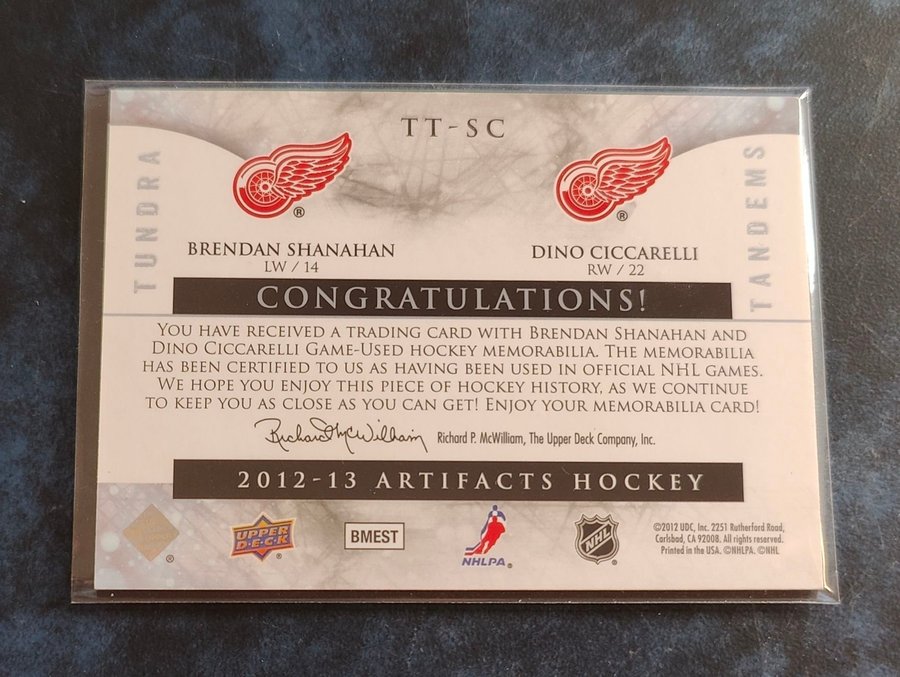 TT-SC
TUNDRA
TANDEMS
BRENDAN SHANAHAN
LW / 14
DINO CICCARELLI
RW / 22
CONGRATULATIONS!
YOU HAVE RECEIVED A TRADING CARD WITH BRENDAN SHANAHAN AND
DINO CICCARELLI GAME-USED HOCKEY MEMORABILIA. THE MEMORABILIA
HAS BEEN CERTIFIED TO US AS HAVING BEEN USED IN OFFICIAL NHL GAMES.
WE HOPE YOU ENJOY THIS PIECE OF HOCKEY HISTORY, AS WE CONTINUE
TO KEEP YOU AS CLOSE AS YOU CAN GET! ENJOY YOUR MEMORABILIA CARD!
Richard P. McWilliam
Richard P. McWilliam, The Upper Deck Company, Inc.
2012-13 ARTIFACTS HOCKEY
UPPER
DECK
BMEST
NHLPA
NHL
©2012 UDC, Inc. 2251 Rutherford Road,
Carlsbad, CA 92008. All rights reserved.
Printed in the USA. ©NHLPA. ©NHL